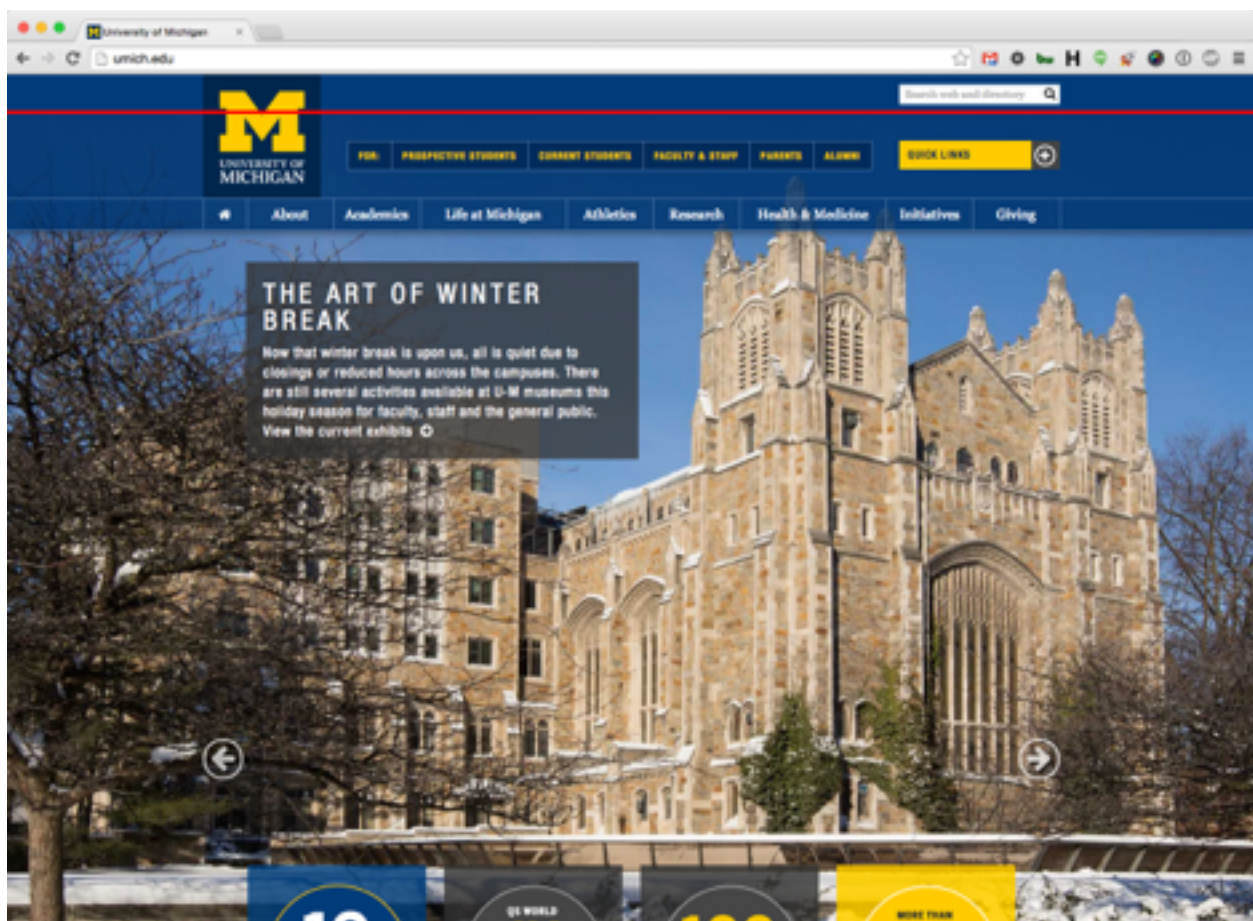 University of Michigan
umich.edu
Search web and directory
M
UNIVERSITY OF
MICHIGAN
FOR: PROSPECTIVE STUDENTS CURRENT STUDENTS FACULTY & STAFF PARENTS ALUMNI
QUICK LINKS
About Academics Life at Michigan Athletics Research Health & Medicine Initiatives Giving
THE ART OF WINTER
BREAK
Now that winter break is upon us, all is quiet due to
closings or reduced hours across the campuses. There
are still several activities available at U-M museums this
holiday season for faculty, staff and the general public.
View the current exhibits
QS WORLD
MORE THAN